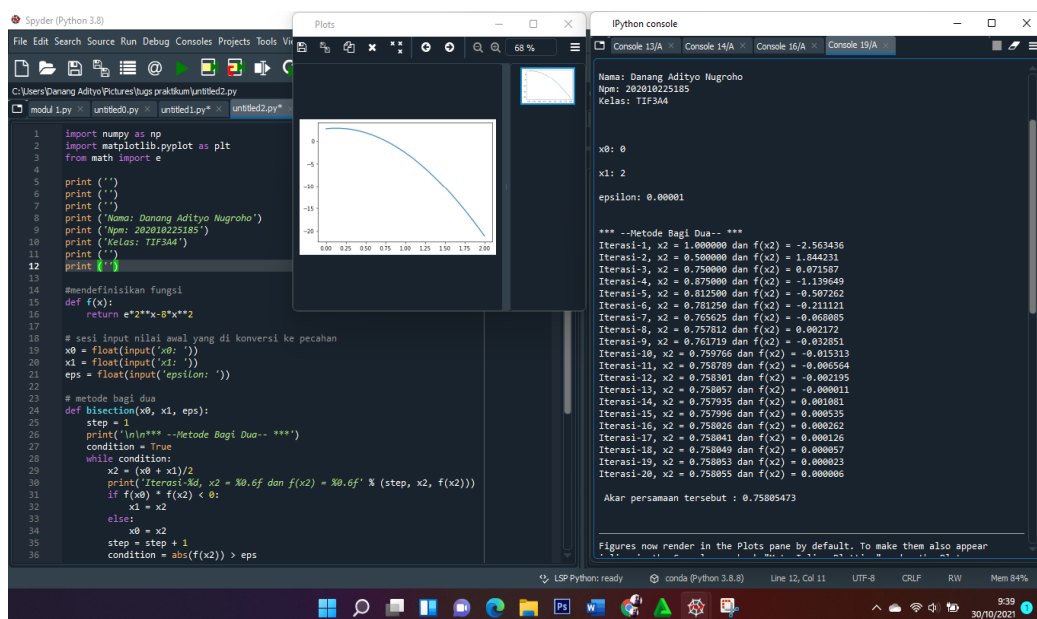 Spyder (Python 3.8)
File Edit Search Source Run Debug Consoles Projects Tools
C:\Users\Danang Adityo\Pictures\tugs praktikum\untitled2.py
modul 1.py untitled0.py untitled1.py* untitled2.py*
1 import numpy as np
2 import matplotlib.pyplot as plt
3 from math import e
4
5 print ('')
6 print ('')
7 print ('')
8 print ('Nama: Danang Adityo Nugroho')
9 print ('Npm: 202010225185')
10 print ('Kelas: TIF3A4')
11 print ('')
12 print ('')
13
14 #mendefinisikan fungsi
15 def f(x):
16 return e*2**x-8*x**2
17
18 # sesi input nilai awal yang di konversi ke pecahan
19 x0 = float(input('x0: '))
20 x1 = float(input('x1: '))
21 eps = float(input('epsilon: '))
22
23 # metode bagi dua
24 def bisection(x0, x1, eps):
25 step = 1
26 print('\n\n*** --Metode Bagi Dua-- ***')
27 condition = True
28 while condition:
29 x2 = (x0 + x1)/2
30 print('Iterasi-%d, x2 = %0.6f dan f(x2) = %0.6f' % (step, x2, f(x2)))
31 if f(x0) * f(x2) < 0:
32 x1 = x2
33 else:
34 x0 = x2
35 step = step + 1
36 condition = abs(f(x2)) > eps
Plots
68 %
0
-5
-10
-15
-20
0.00 0.25 0.50 0.75 1.00 1.25 1.50 1.75 2.00
IPython console
Console 13/A Console 14/A Console 16/A Console 19/A
Nama: Danang Adityo Nugroho
Npm: 202010225185
Kelas: TIF3A4
x0: 0
x1: 2
epsilon: 0.00001
*** --Metode Bagi Dua-- ***
Iterasi-1, x2 = 1.000000 dan f(x2) = -2.563436
Iterasi-2, x2 = 0.500000 dan f(x2) = 1.844231
Iterasi-3, x2 = 0.750000 dan f(x2) = 0.071587
Iterasi-4, x2 = 0.875000 dan f(x2) = -1.139649
Iterasi-5, x2 = 0.812500 dan f(x2) = -0.507262
Iterasi-6, x2 = 0.781250 dan f(x2) = -0.211121
Iterasi-7, x2 = 0.765625 dan f(x2) = -0.068085
Iterasi-8, x2 = 0.757812 dan f(x2) = 0.002172
Iterasi-9, x2 = 0.761719 dan f(x2) = -0.032851
Iterasi-10, x2 = 0.759766 dan f(x2) = -0.015313
Iterasi-11, x2 = 0.758789 dan f(x2) = -0.006564
Iterasi-12, x2 = 0.758301 dan f(x2) = -0.002195
Iterasi-13, x2 = 0.758057 dan f(x2) = -0.000011
Iterasi-14, x2 = 0.757935 dan f(x2) = 0.001081
Iterasi-15, x2 = 0.757996 dan f(x2) = 0.000535
Iterasi-16, x2 = 0.758026 dan f(x2) = 0.000262
Iterasi-17, x2 = 0.758041 dan f(x2) = 0.000126
Iterasi-18, x2 = 0.758049 dan f(x2) = 0.000057
Iterasi-19, x2 = 0.758053 dan f(x2) = 0.000023
Iterasi-20, x2 = 0.758055 dan f(x2) = 0.000006
Akar persamaan tersebut : 0.75805473
Figures now render in the Plots pane by default. To make them also appear
LSP Python: ready conda (Python 3.8.8) Line 12, Col 11 UTF-8 CRLF RW Mem 84%
Ps
9:39
30/10/2021
1